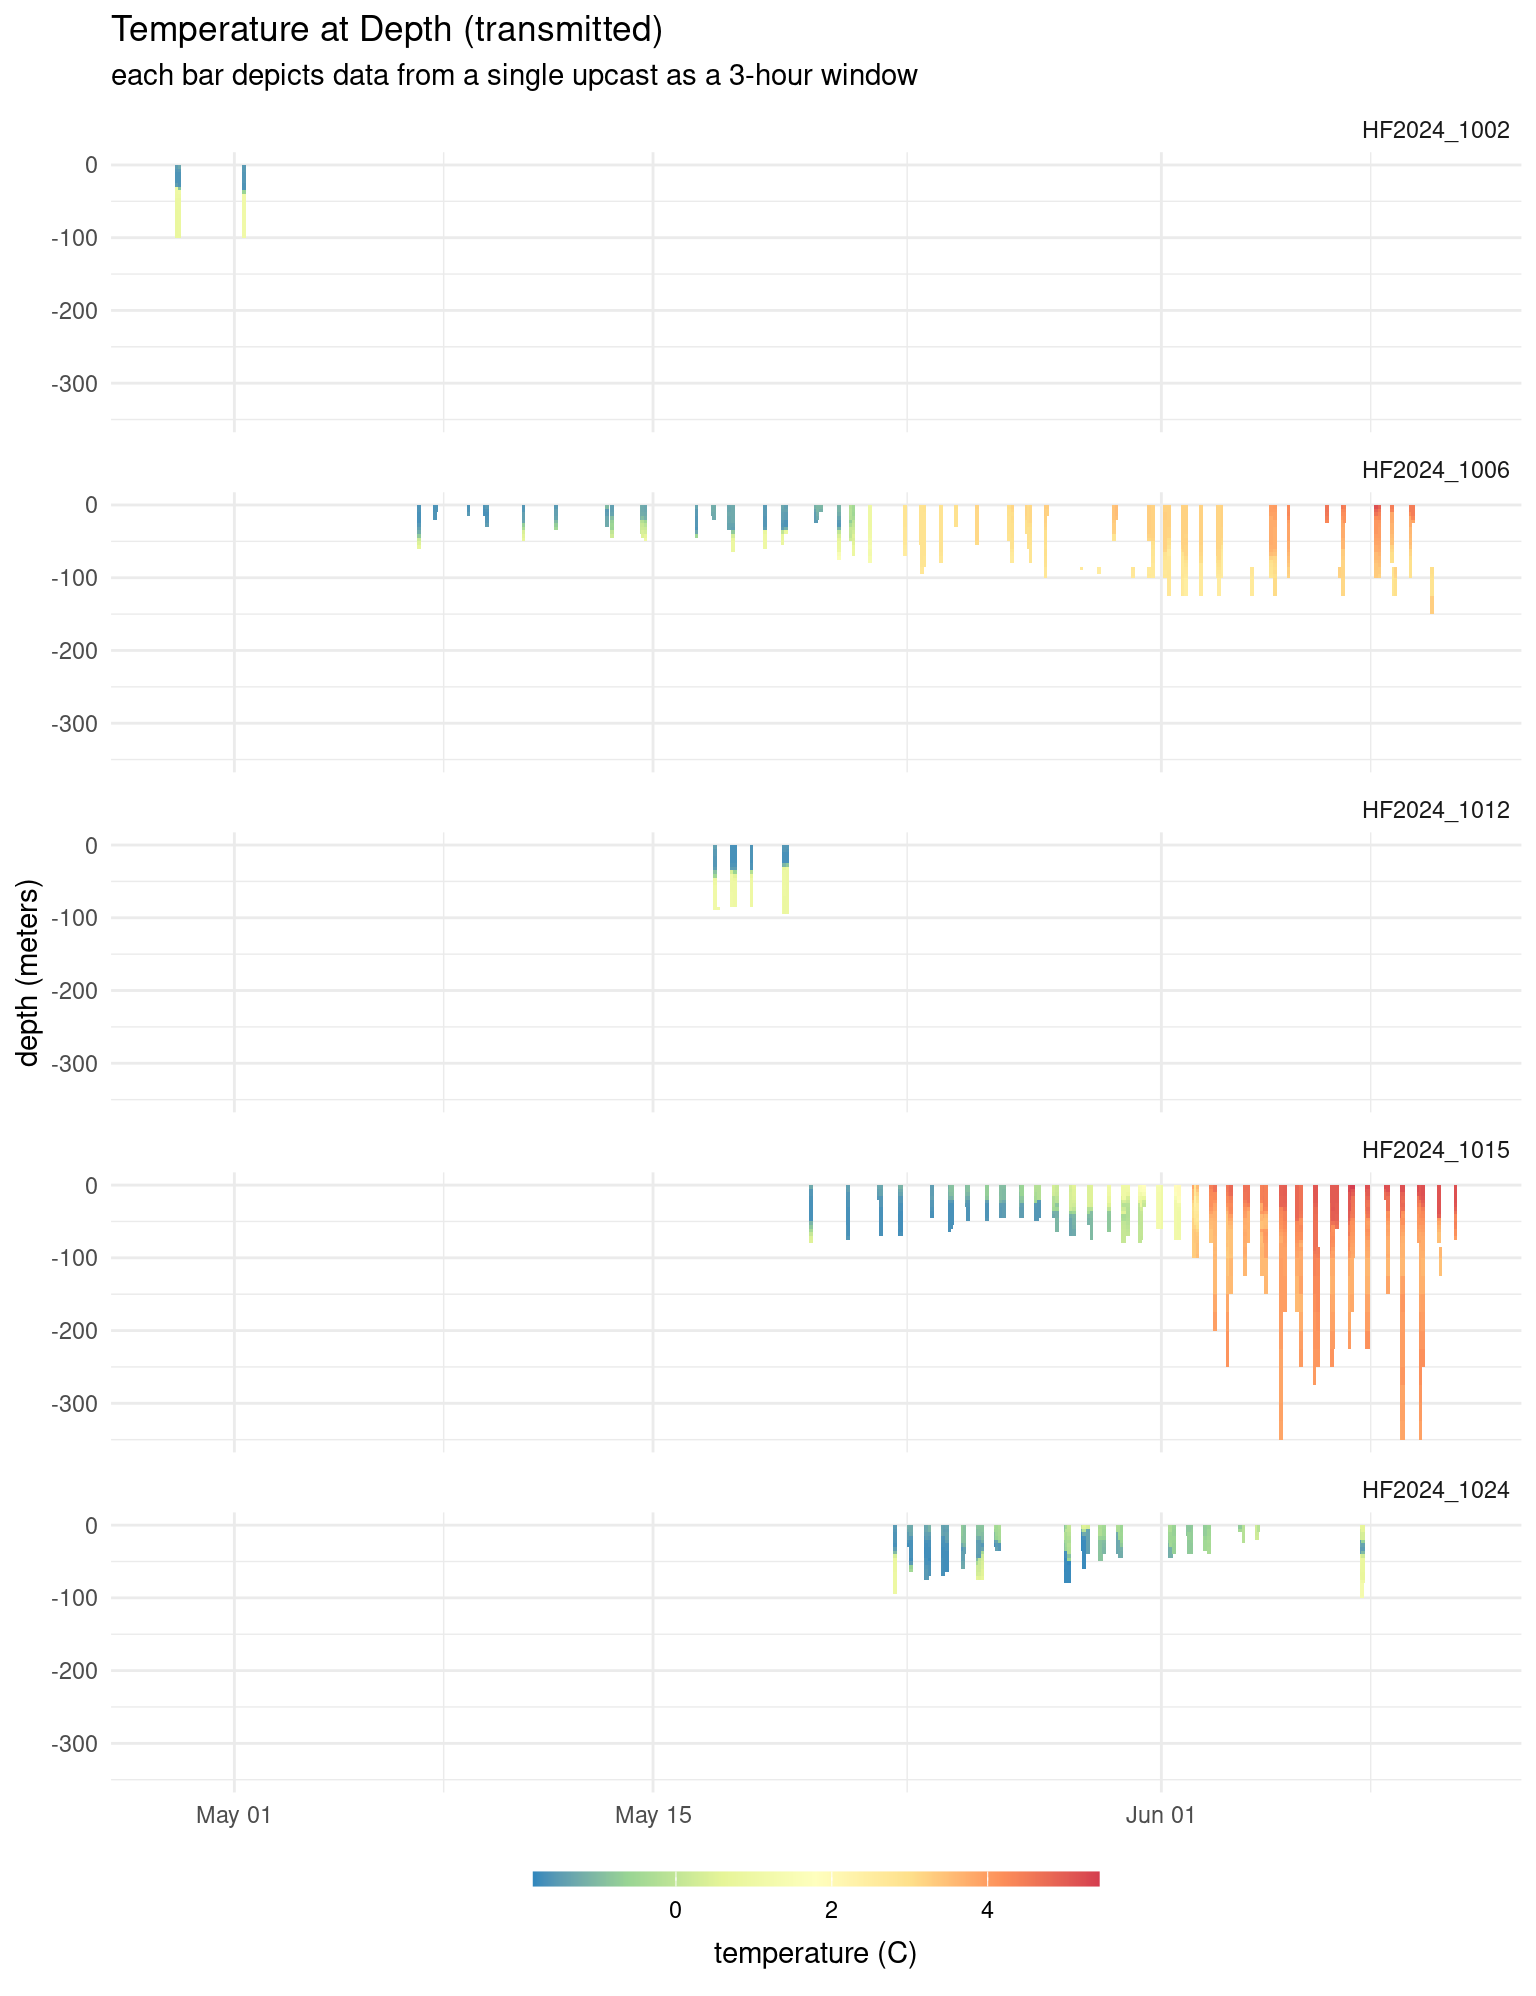 Temperature at Depth (transmitted)
each bar depicts data from a single upcast as a 3-hour window
HF2024_1002
0
-100
-200
-300
HF2024_1006
0
-100
-200
-300
HF2024_1012
0
-100
-200
-300
depth (meters)
HF2024_1015
0
-100
-200
-300
HF2024_1024
0
-100
-200
-300
May 01 May 15 Jun 01
0 2 4
temperature (C)